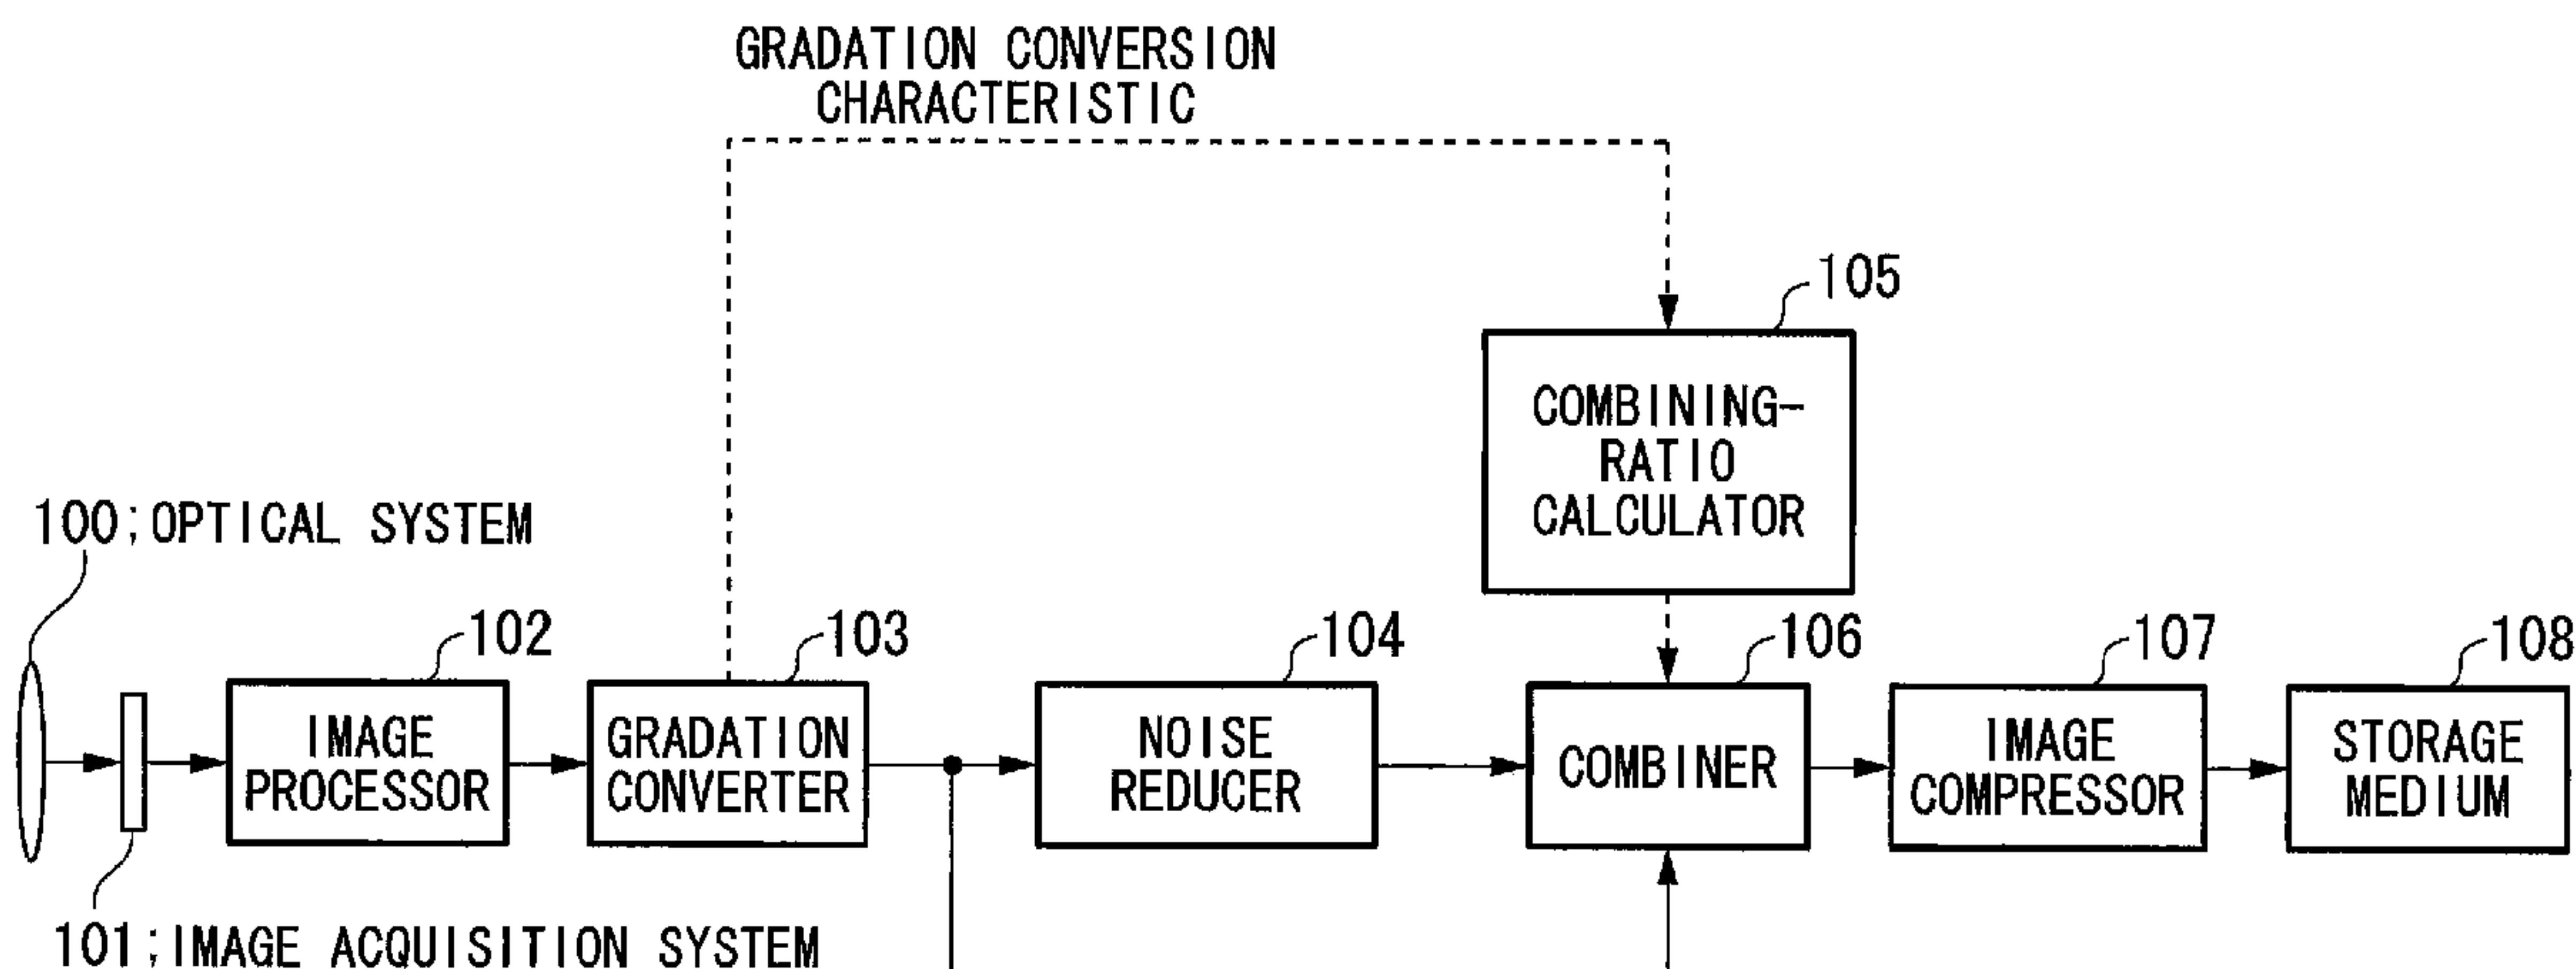 GRADATION CONVERSION
CHARACTERISTIC
105
COMBINING-
RATIO
CALCULATOR
100;OPTICAL SYSTEM
102
103
104
106
107
108
IMAGE
PROCESSOR
GRADATION
CONVERTER
NOISE
REDUCER
COMBINER
IMAGE
COMPRESSOR
STORAGE
MEDIUM
101;IMAGE ACQUISITION SYSTEM